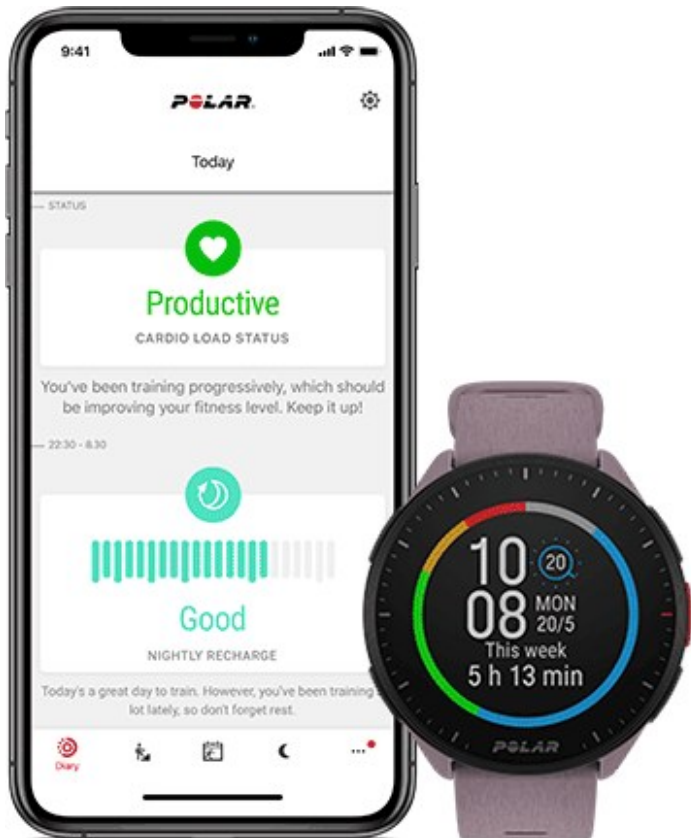 9:41
POLAR.
Today
STATUS
Productive
CARDIO LOAD STATUS
You've been training progressively, which should
be improving your fitness level. Keep it up!
22:30 - 8.30
Good
NIGHTLY RECHARGE
Today's a great day to train. However, you've been training
lot lately, so don't forget rest.
Diary
10
20
08
MON
20/5
This week
5 h 13 min
POLAR